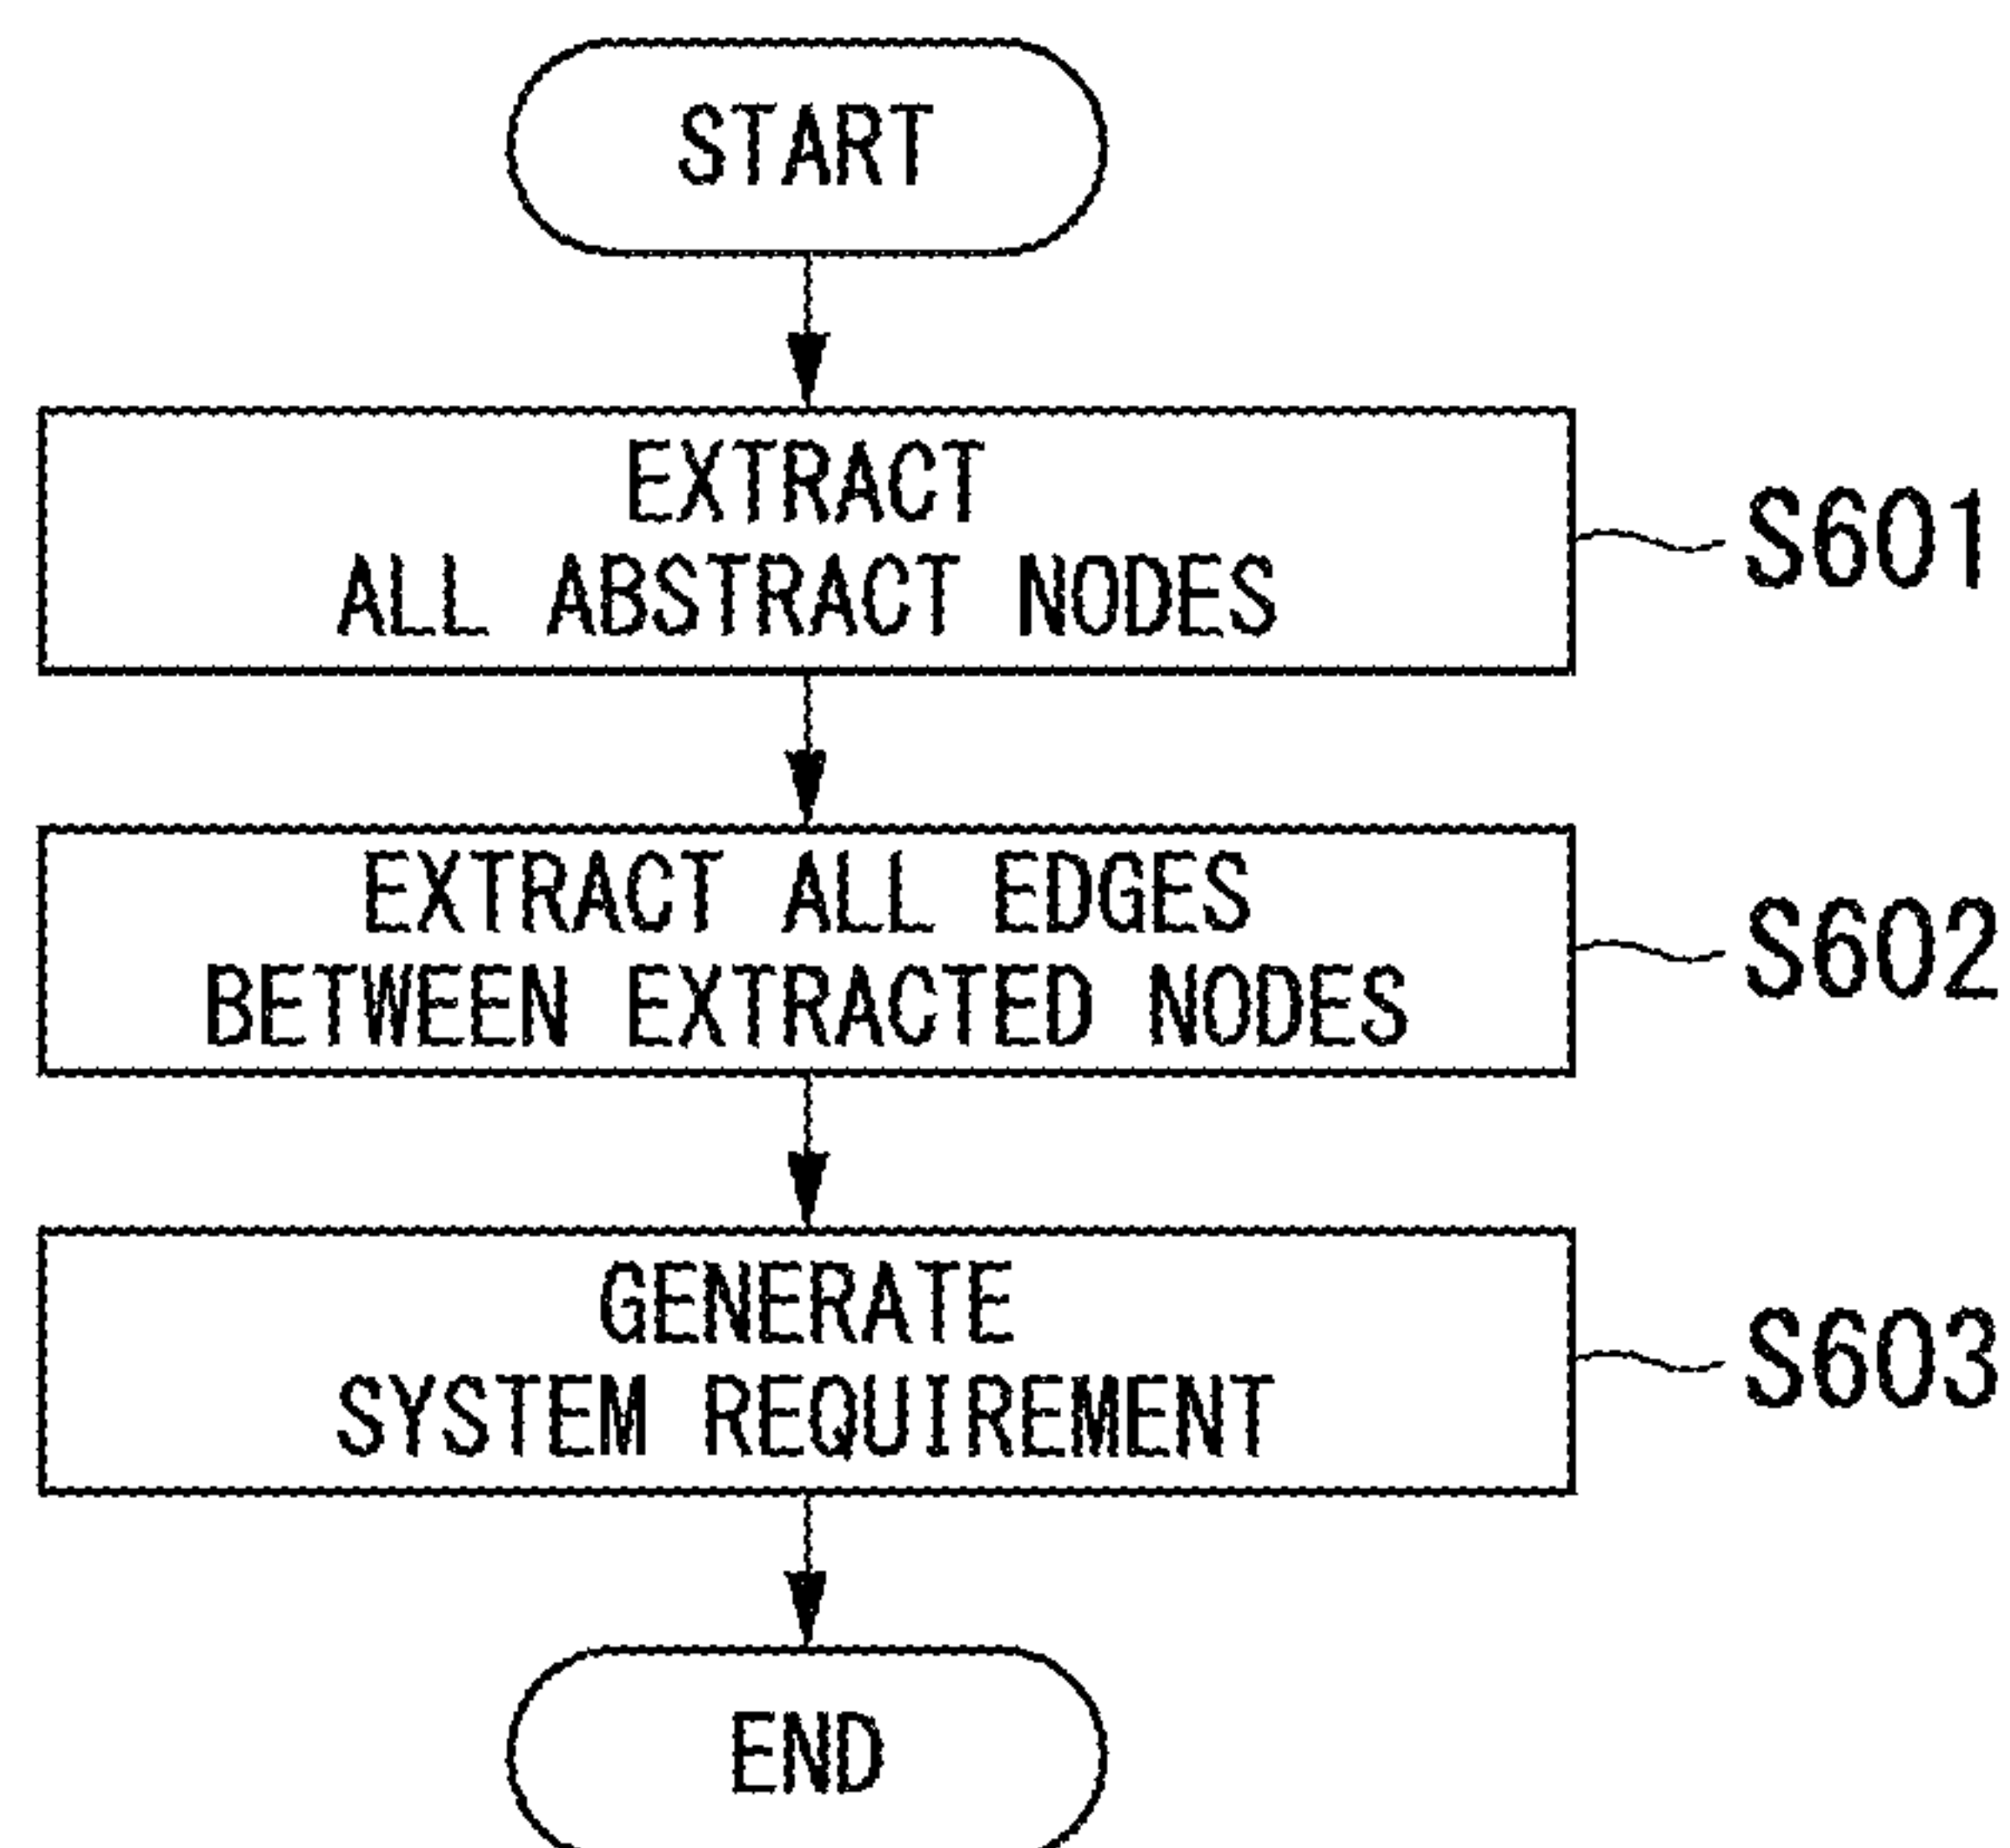 START
EXTRACT
ALL ABSTRACT NODES
S601
EXTRACT ALL EDGES
BETWEEN EXTRACTED NODES
S602
GENERATE
SYSTEM REQUIREMENT
S603
END